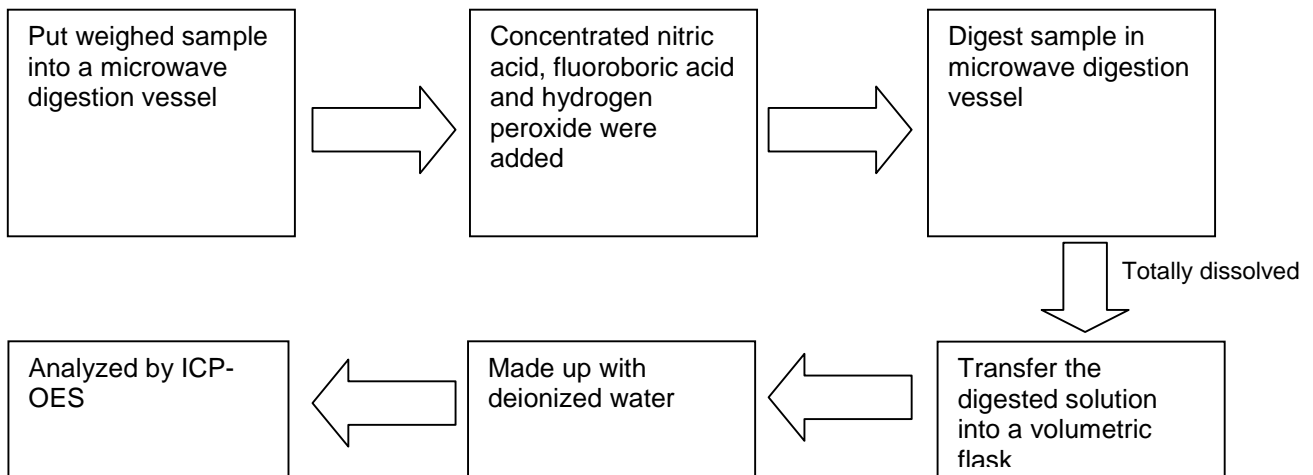 Put weighed sample
into a microwave
digestion vessel
Concentrated nitric
acid, fluoroboric acid
and hydrogen
peroxide were
added
Digest sample in
microwave digestion
vessel
Totally dissolved
Transfer the
digested solution
into a volumetric
flask
Made up with
deionized water
Analyzed by ICP-
OES